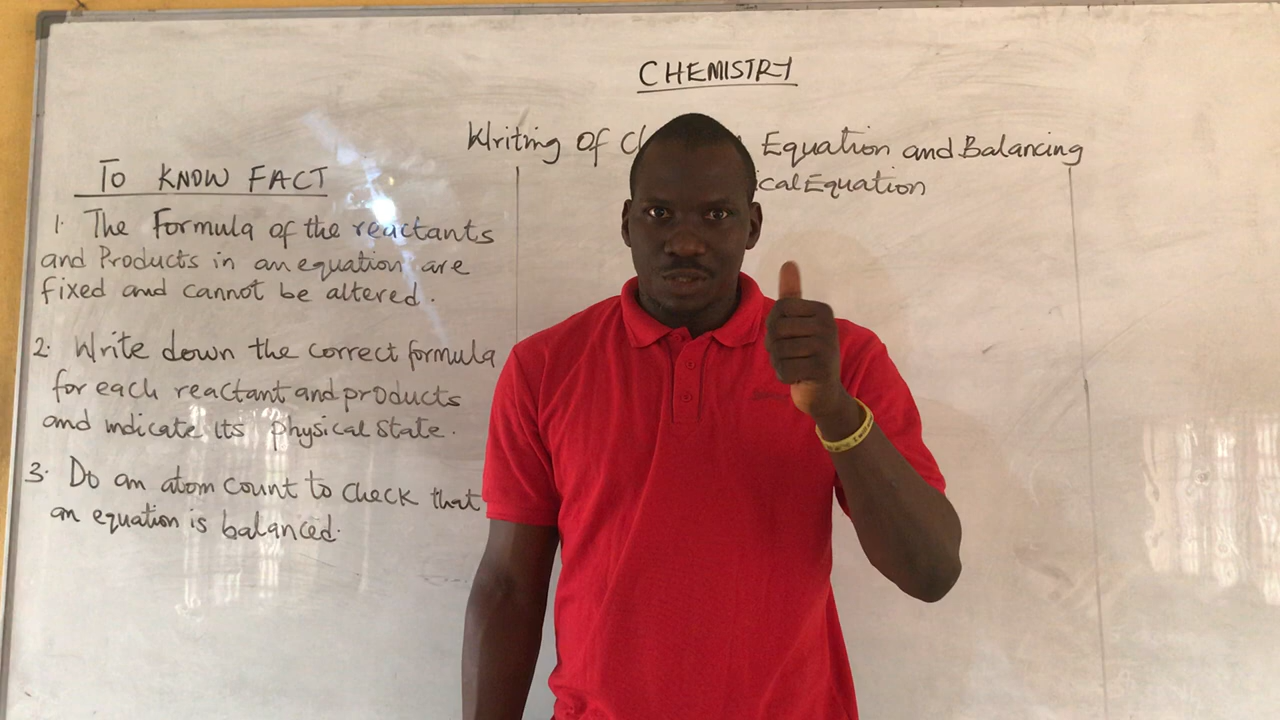 CHEMISTRY
Writing Of C Equation and Balancing
ical Equation
TO KNOW FACT
1. The Formula of the reactants
and Products in an equation are
fixed and cannot be altered.
2. Write down the correct formula
for each reactant and products
and indicate its physical state.
3. Do an atom count to check that
an equation is balanced.